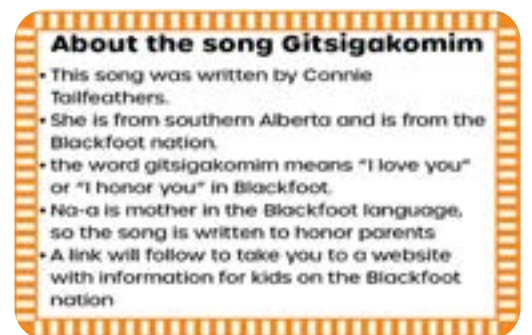 About the song Gitsigakomim
• This song was written by Connie
Tailfeathers.
• She is from southern Alberta and is from the
Blackfoot nation.
• the word gitsigakomim means "I love you"
or "I honor you" in Blackfoot.
• Na-a is mother in the Blackfoot language,
so the song is written to honor parents
• A link will follow to take you to a website
with information for kids on the Blackfoot
nation